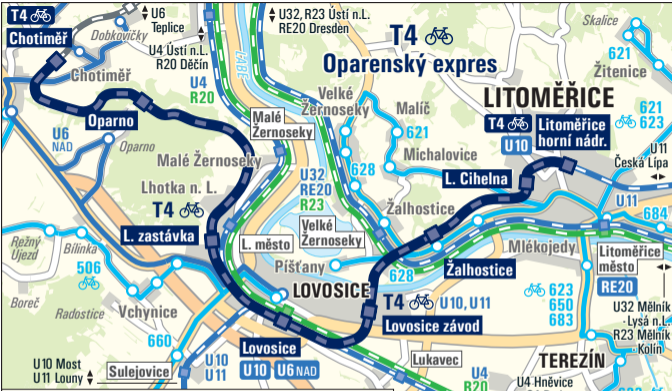 T4
Chotiměř
Dobkovičky
U6
Teplice
U4 Ústí n.L.
R20 Děčín
U32, R23 Ústí n.L.
RE20 Dresden
T4
Oparenský expres
Skalice
621
Žitenice
Chotiměř
U4
R20
LABE
Velké
Žernoseky
Malíč
LITOMĚŘICE
621
623
Oparno
Malé
Žernoseky
621
T4
Litoměřice
horní nádr.
U10
U6
NAD
Oparno
Malé Žernoseky
Michalovice
U11
Česká Lípa
628
L. Cihelna
Lhotka n. L.
U32
RE20
R23
T4
Žalhostice
U11
684
L. zastávka
Velké
Žernoseky
Režný
Újezd
Bílinka
L. město
Mlékojedy
Píšťany
628
Žalhostice
Litoměřice
město
506
RE20
LOVOSICE
T4
U10, U11
623
650
683
Boreč
Radostice
Vchynice
Lovosice závod
U32 Mělník
- Lysá n.L.
R23 Mělník
- Kolín
660
Lovosice
U10
U6 NAD
Lukavec
TEREZÍN
U10 Most
U11 Louny
Sulejovice
U10
U11
U4
R20
U4 Hněvice